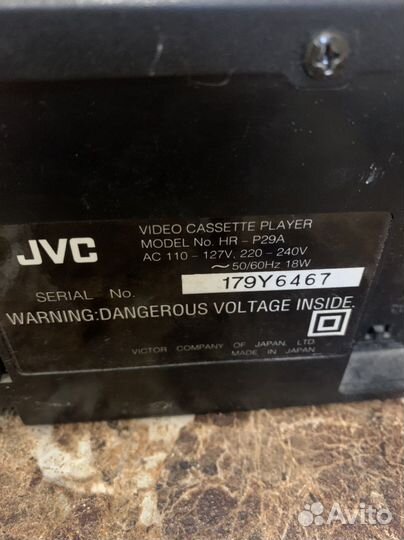 JVC
VIDEO CASSETTE PLAYER
MODEL No. HR - P29A
AC 110 - 127V, 220 - 240V
~ 50/60Hz 18W
SERIAL No. 179Y6467
WARNING:DANGEROUS VOLTAGE INSIDE.
VICTOR COMPANY OF JAPAN, LTD.
MADE IN JAPAN
Avito